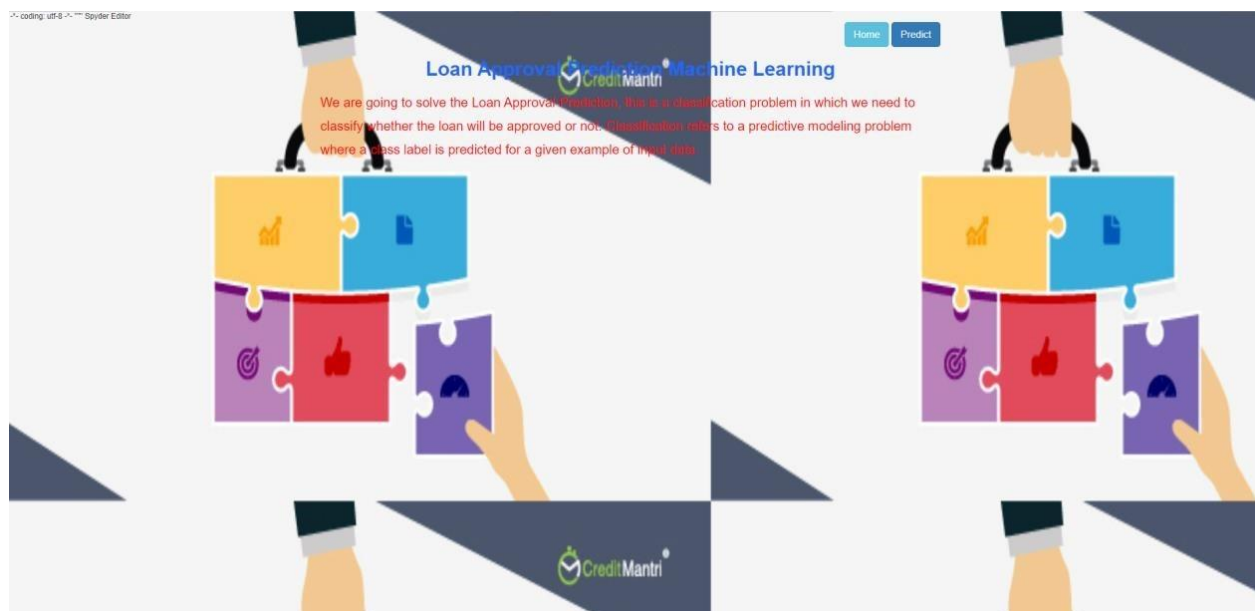 -*- coding: utf-8 -*- """ Spyder Editor
Home Predict
Loan Approval Prediction Machine Learning
CreditMantri
We are going to solve the Loan Approval Prediction, this is a classification problem in which we need to
classify whether the loan will be approved or not. Classification refers to a predictive modeling problem
where a class label is predicted for a given example of input data.
CreditMantri